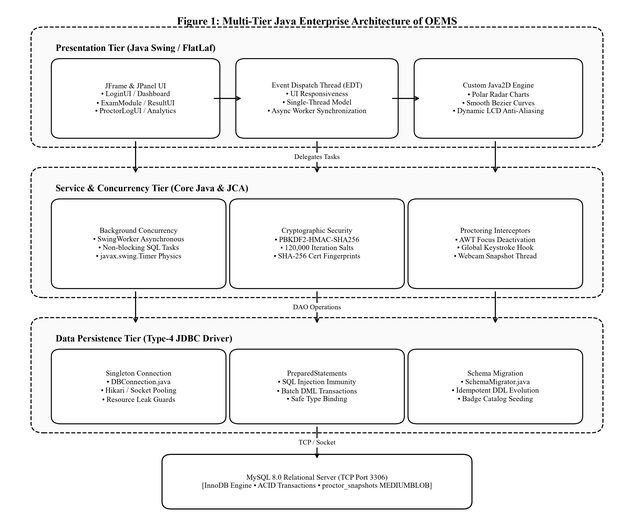 Figure 1: Multi-Tier Java Enterprise Architecture of OEMS
Presentation Tier (Java Swing / FlatLaf)
JFrame & JPanel UI
• LoginUI / Dashboard
• ExamModule / ResultUI
• ProctorLogUI / Analytics
Event Dispatch Thread (EDT)
• UI Responsiveness
• Single-Thread Model
• Async Worker Synchronization
Custom Java2D Engine
• Polar Radar Charts
• Smooth Bezier Curves
• Dynamic LCD Anti-Aliasing
Delegates Tasks
Service & Concurrency Tier (Core Java & JCA)
Background Concurrency
• SwingWorker Asynchronous
• Non-blocking SQL Tasks
• javax.swing.Timer Physics
Cryptographic Security
• PBKDF2-HMAC-SHA256
• 120,000 Iteration Salts
• SHA-256 Cert Fingerprints
Proctoring Interceptors
• AWT Focus Deactivation
• Global Keystroke Hook
• Webcam Snapshot Thread
DAO Operations
Data Persistence Tier (Type-4 JDBC Driver)
Singleton Connection
• DBConnection.java
• Hikari / Socket Pooling
• Resource Leak Guards
PreparedStatements
• SQL Injection Immunity
• Batch DML Transactions
• Safe Type Binding
Schema Migration
• SchemaMigrator.java
• Idempotent DDL Evolution
• Badge Catalog Seeding
TCP / Socket
MySQL 8.0 Relational Server (TCP Port 3306)
[InnoDB Engine • ACID Transactions • proctor_snapshots MEDIUMBLOB]